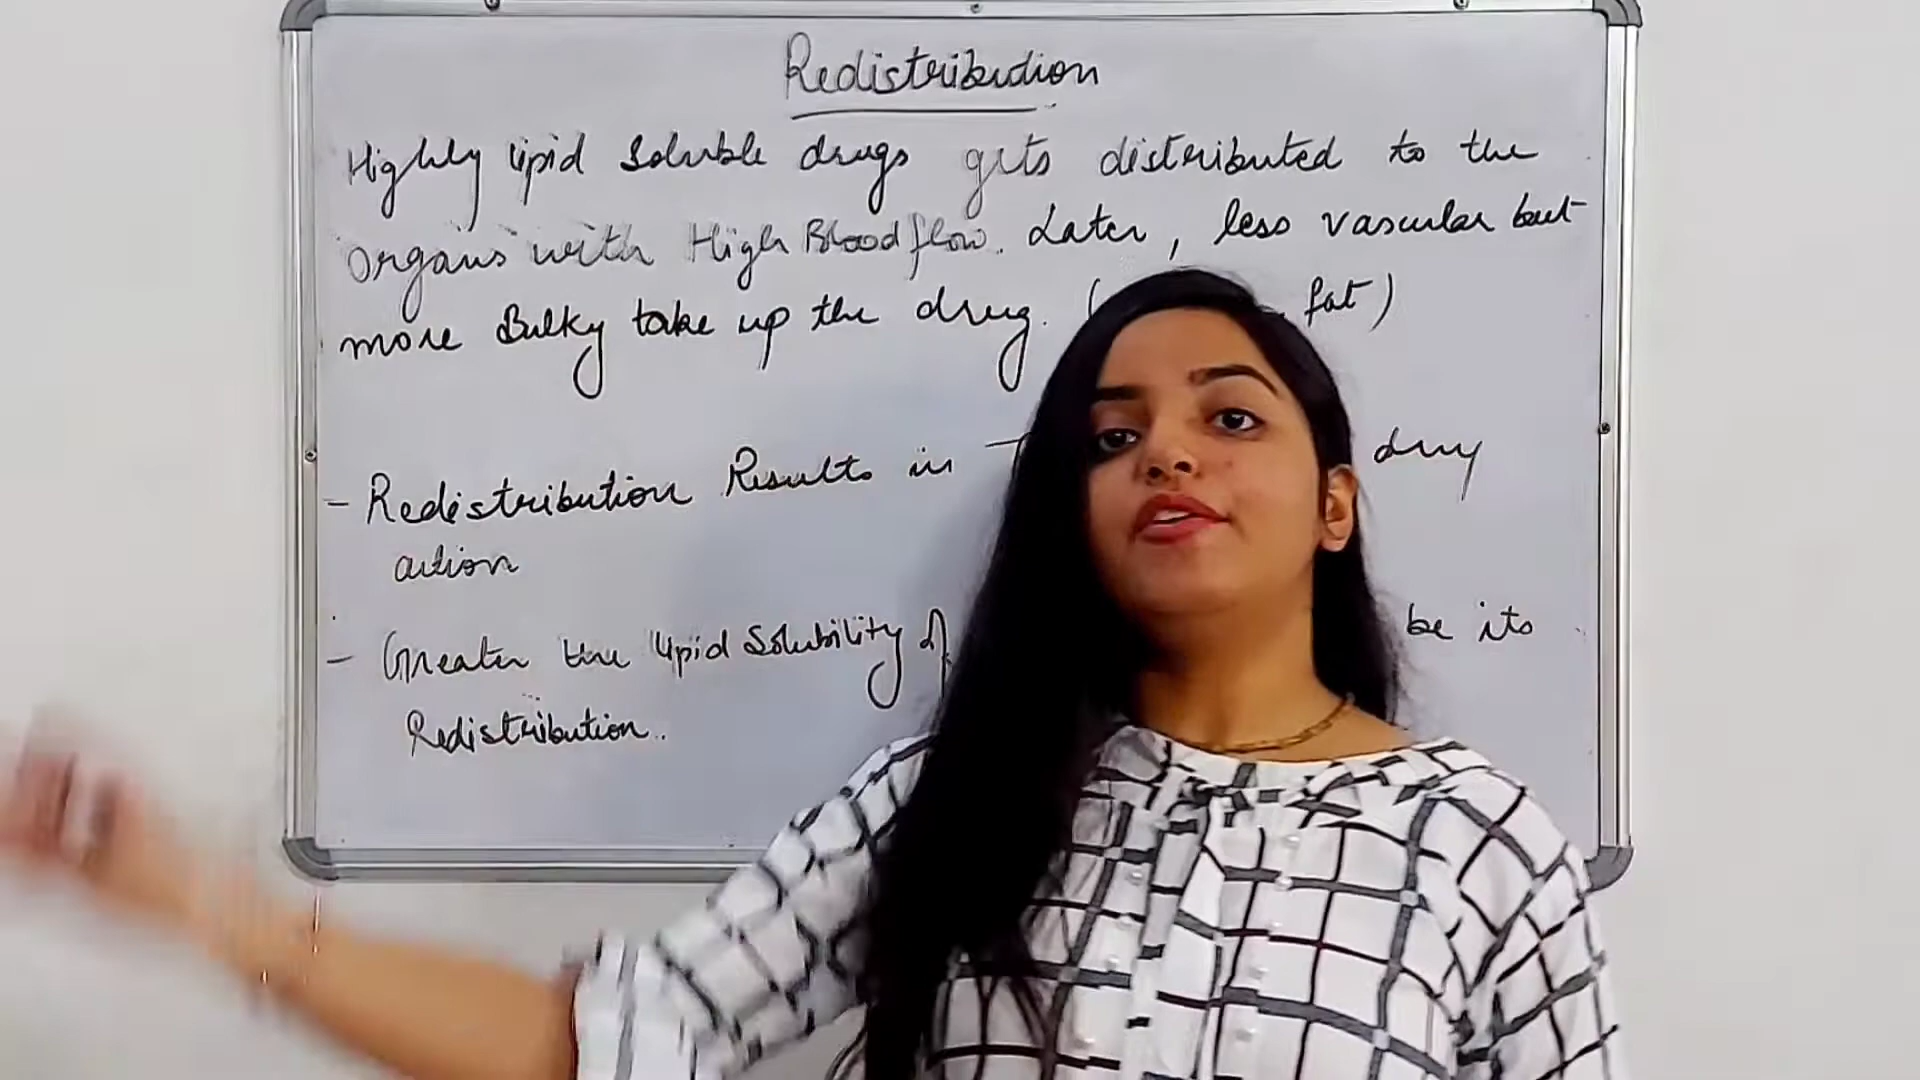 Redistribution
Highly lipid Soluble drugs gets distributed to the
Organs with High Blood flow. Later, less vascular but
more Bulky take up the drug. ( fat)
- Redistribution Results in
action
- Greater the lipid Solubility of be its
Redistribution.